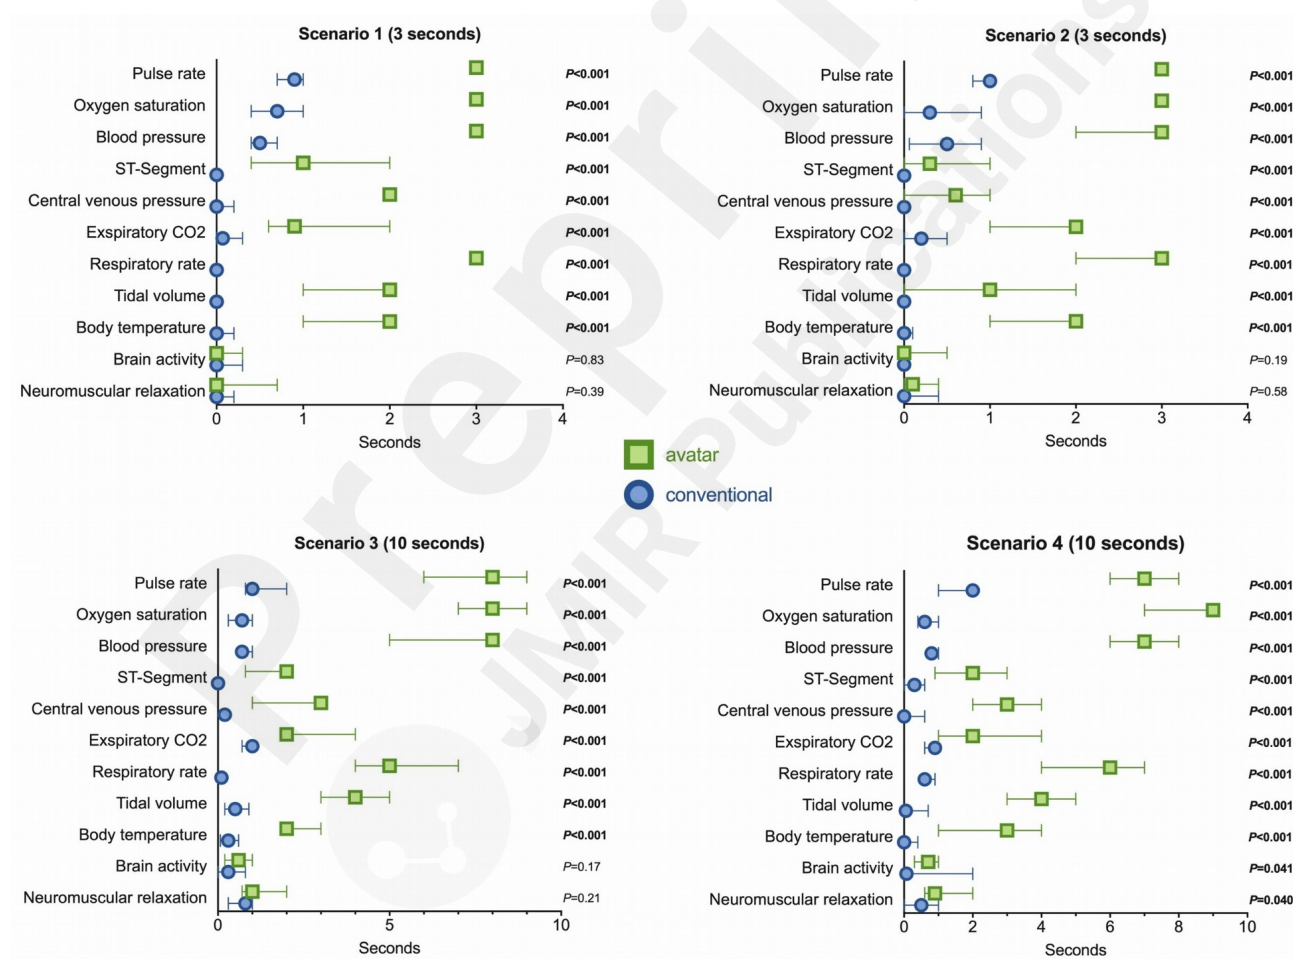 Scenario 1 (3 seconds)
Pulse rate P<0.001
Oxygen saturation P<0.001
Blood pressure P<0.001
ST-Segment P<0.001
Central venous pressure P<0.001
Exspiratory CO2 P<0.001
Respiratory rate P<0.001
Tidal volume P<0.001
Body temperature P<0.001
Brain activity P=0.83
Neuromuscular relaxation P=0.39
0 1 2 3 4
Seconds
Scenario 2 (3 seconds)
Pulse rate P<0.001
Oxygen saturation P<0.001
Blood pressure P<0.001
ST-Segment P<0.001
Central venous pressure P<0.001
Exspiratory CO2 P<0.001
Respiratory rate P<0.001
Tidal volume P<0.001
Body temperature P<0.001
Brain activity P=0.19
Neuromuscular relaxation P=0.58
0 1 2 3 4
Seconds
avatar
conventional
Scenario 3 (10 seconds)
Pulse rate P<0.001
Oxygen saturation P<0.001
Blood pressure P<0.001
ST-Segment P<0.001
Central venous pressure P<0.001
Exspiratory CO2 P<0.001
Respiratory rate P<0.001
Tidal volume P<0.001
Body temperature P<0.001
Brain activity P=0.17
Neuromuscular relaxation P=0.21
0 5 10
Seconds
Scenario 4 (10 seconds)
Pulse rate P<0.001
Oxygen saturation P<0.001
Blood pressure P<0.001
ST-Segment P<0.001
Central venous pressure P<0.001
Exspiratory CO2 P<0.001
Respiratory rate P<0.001
Tidal volume P<0.001
Body temperature P<0.001
Brain activity P=0.041
Neuromuscular relaxation P=0.040
0 2 4 6 8 10
Seconds
Prepri
JMIR Publications